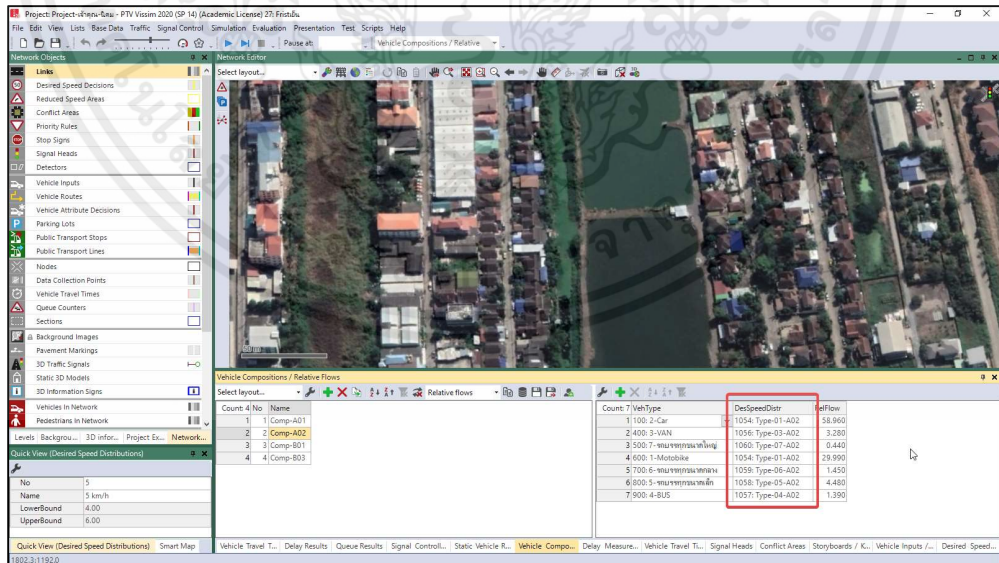 Project: Project-เจ้าคุณ-นิคม - PTV Vissim 2020 (SP 14) (Academic License) 27: Fristเป็น
File Edit View Lists Base Data Traffic Signal Control Simulation Evaluation Presentation Test Scripts Help
Pause at: Vehicle Compositions / Relative
Network Objects
Network Editor
Select layout...
Links
Desired Speed Decisions
Reduced Speed Areas
Conflict Areas
Priority Rules
Stop Signs
Signal Heads
Detectors
Vehicle Inputs
Vehicle Routes
Vehicle Attribute Decisions
Parking Lots
Public Transport Stops
Public Transport Lines
Nodes
Data Collection Points
Vehicle Travel Times
Queue Counters
Sections
Background Images
Pavement Markings
3D Traffic Signals
Static 3D Models
3D Information Signs
Vehicles In Network
Pedestrians In Network
Levels Backgrou... 3D infor... Project Ex... Network...
50 m
Quick View (Desired Speed Distributions)
No 5
Name 5 km/h
LowerBound 4.00
UpperBound 6.00
Quick View (Desired Speed Distributions) Smart Map
Vehicle Compositions / Relative Flows
Select layout... Relative flows
Count: 4 No Name
1 1 Comp-A01
2 2 Comp-A02
3 3 Comp-B01
4 4 Comp-B03
Count: 7 VehType DesSpeedDistr RelFlow
1 100: 2-Car 1054: Type-01-A02 58.960
2 400: 3-VAN 1056: Type-03-A02 3.280
3 500: 7-รถบรรทุกขนาดใหญ่ 1060: Type-07-A02 0.440
4 600: 1-Motobike 1054: Type-01-A02 29.990
5 700: 6-รถบรรทุกขนาดกลาง 1059: Type-06-A02 1.450
6 800: 5-รถบรรทุกขนาดเล็ก 1058: Type-05-A02 4.480
7 900: 4-BUS 1057: Type-04-A02 1.390
Vehicle Travel T... Delay Results Queue Results Signal Controll... Static Vehicle R... Vehicle Compo... Delay Measure... Vehicle Travel Ti... Signal Heads Conflict Areas Storyboards / K... Vehicle Inputs /... Desired Speed...
1802.3:1192.0